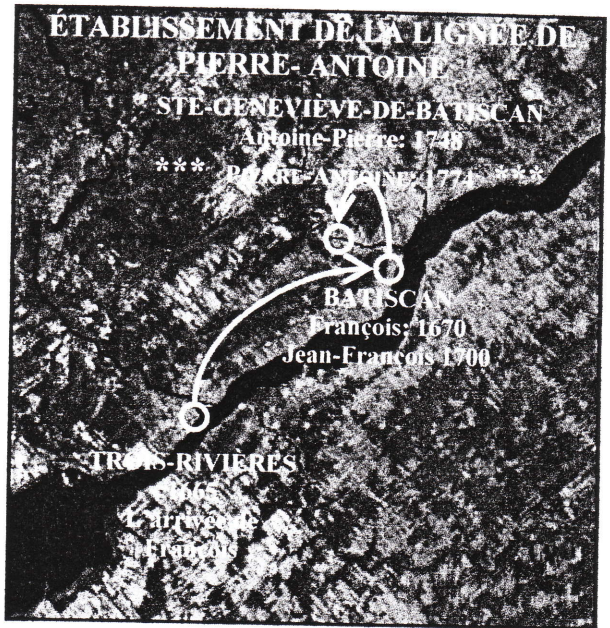 ÉTABLISSEMENT DE LA LIGNÉE DE
PIERRE- ANTOINE
STE-GENEVIÈVE-DE-BATISCAN
Antoine-Pierre: 1748
*** PIERRE-ANTOINE: 1774 ***
BATISCAN
François: 1670
Jean-François 1700
TROIS-RIVIÈRES
1665
L'arrivée de
François